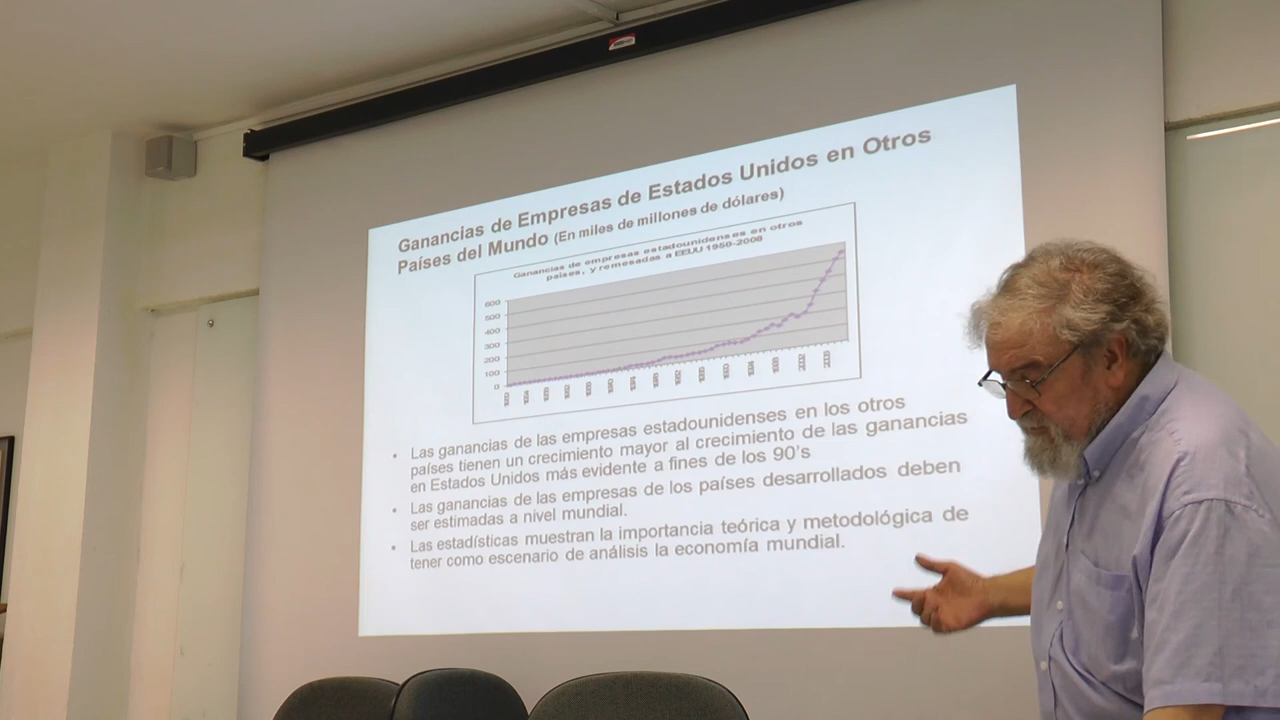 Ganancias de Empresas de Estados Unidos en Otros
Países del Mundo (En miles de millones de dólares)
Ganancias de empresas estadounidenses en otros
países, y remesadas a EEUU 1950-2008
600
500
400
300
200
100
0
• Las ganancias de las empresas estadounidenses en los otros
países tienen un crecimiento mayor al crecimiento de las ganancias
en Estados Unidos más evidente a fines de los 90's
• Las ganancias de las empresas de los países desarrollados deben
ser estimadas a nivel mundial.
• Las estadísticas muestran la importancia teórica y metodológica de
tener como escenario de análisis la economía mundial.